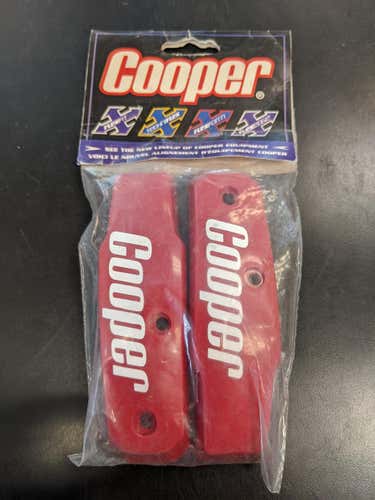 Cooper®
SEE THE NEW LINEUP OF COOPER EQUIPMENT
VOICI LE NOUVEL ALIGNEMENT D'EQUIPEMENT COOPER
Cooper
Cooper